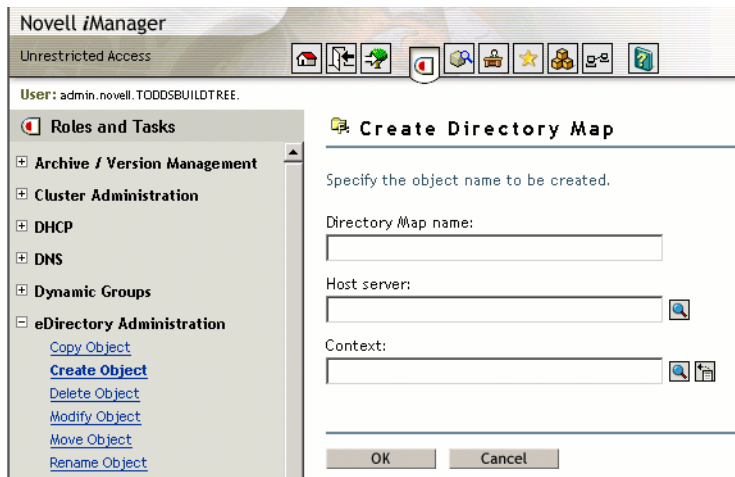 Novell iManager
Unrestricted Access
User: admin.novell.TODDSBUILDTREE.
Roles and Tasks
Archive / Version Management
Cluster Administration
DHCP
DNS
Dynamic Groups
eDirectory Administration
Copy Object
Create Object
Delete Object
Modify Object
Move Object
Rename Object
Create Directory Map
Specify the object name to be created.
Directory Map name:
Host server:
Context:
OK Cancel